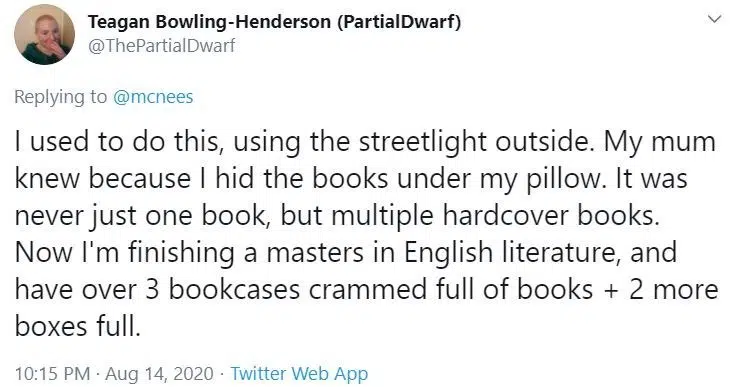 Teagan Bowling-Henderson (PartialDwarf)
@ThePartialDwarf
Replying to @mcnees
I used to do this, using the streetlight outside. My mum
knew because I hid the books under my pillow. It was
never just one book, but multiple hardcover books.
Now I'm finishing a masters in English literature, and
have over 3 bookcases crammed full of books + 2 more
boxes full.
10:15 PM · Aug 14, 2020 · Twitter Web App